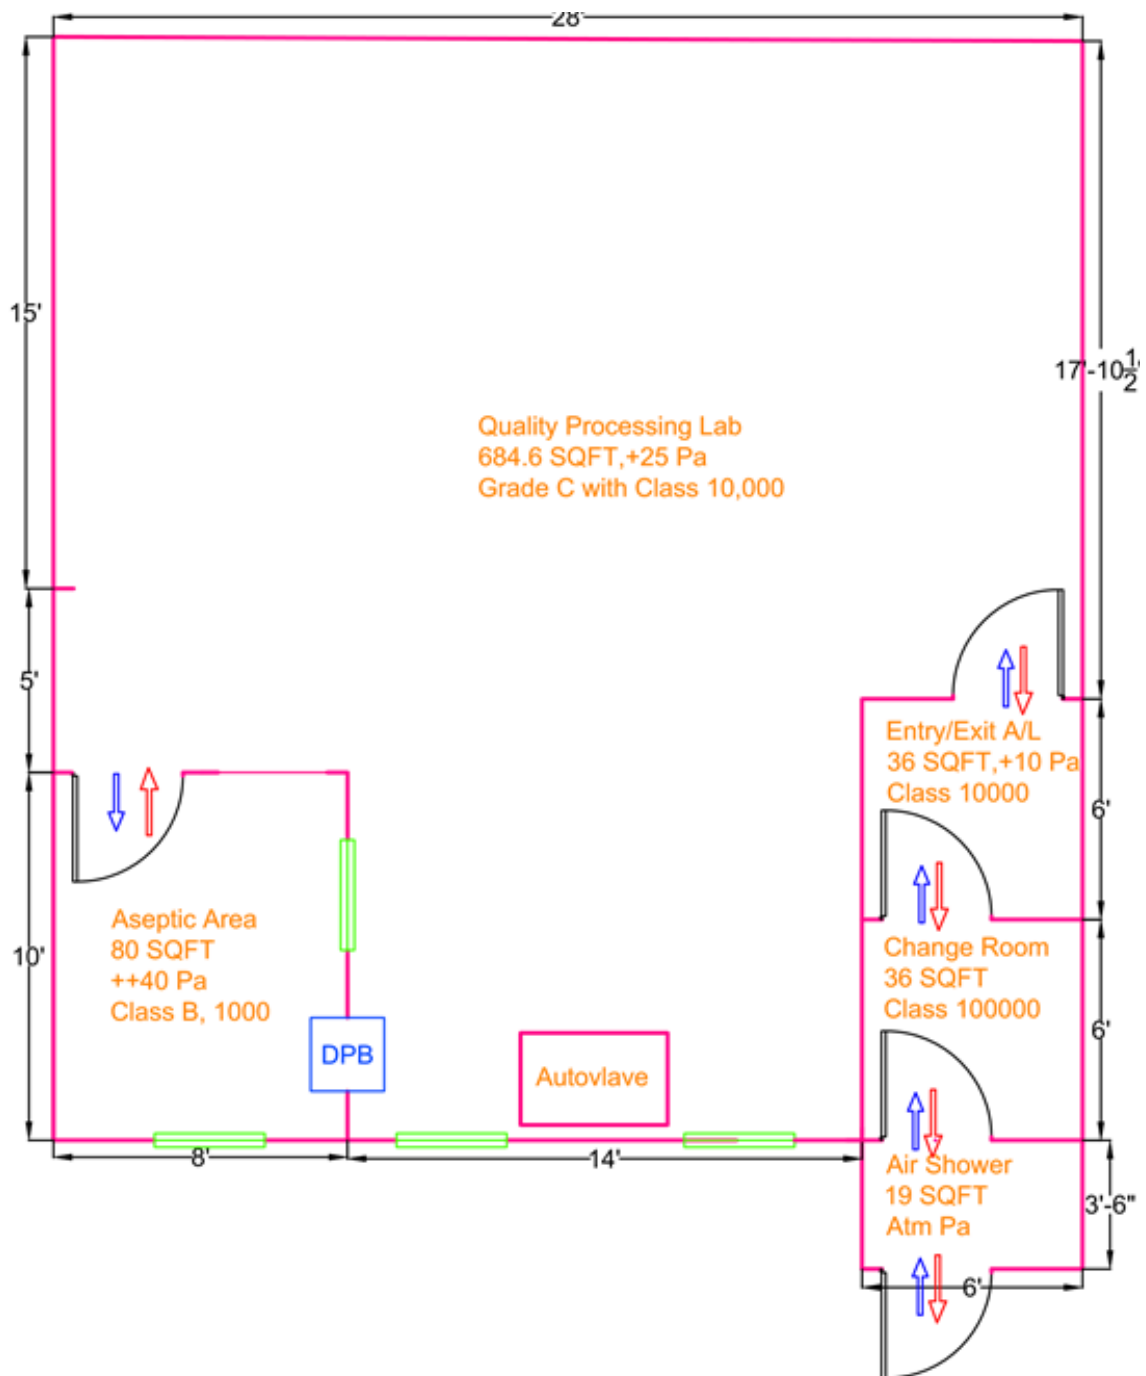 28'
15'
17'-10 1/2"
Quality Processing Lab
684.6 SQFT,+25 Pa
Grade C with Class 10,000
5'
Entry/Exit A/L
36 SQFT,+10 Pa
Class 10000
6'
Aseptic Area
80 SQFT
++40 Pa
Class B, 1000
10'
Change Room
36 SQFT
Class 100000
6'
DPB
Autovlave
8'
14'
Air Shower
19 SQFT
Atm Pa
3'-6"
6'